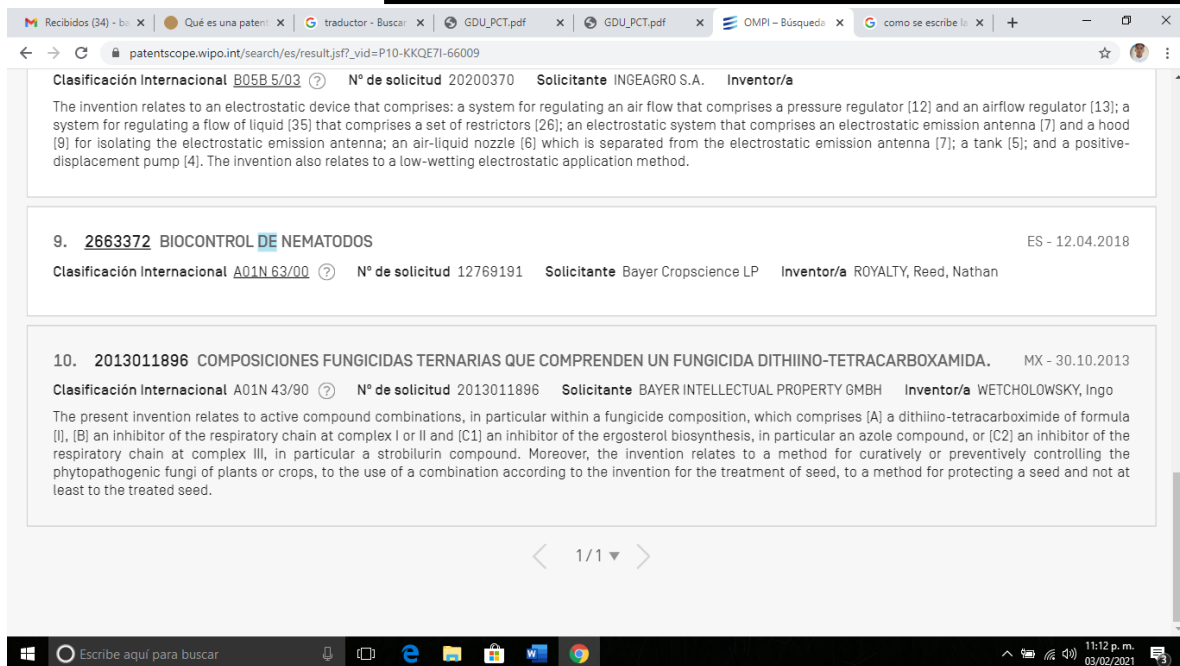 Recibidos (34) - ba
Qué es una patent
traductor - Buscar
GDU_PCT.pdf
GDU_PCT.pdf
OMPI – Búsqueda
como se escribe la
patentscope.wipo.int/search/es/result.jsf?_vid=P10-KKQE7I-66009
Clasificación Internacional B05B 5/03 ? Nº de solicitud 20200370 Solicitante INGEAGRO S.A. Inventor/a
The invention relates to an electrostatic device that comprises: a system for regulating an air flow that comprises a pressure regulator [12] and an airflow regulator [13]; a
system for regulating a flow of liquid [35] that comprises a set of restrictors [26]; an electrostatic system that comprises an electrostatic emission antenna [7] and a hood
[9] for isolating the electrostatic emission antenna; an air-liquid nozzle [6] which is separated from the electrostatic emission antenna [7]; a tank [5]; and a positive-
displacement pump [4]. The invention also relates to a low-wetting electrostatic application method.
9. 2663372 BIOCONTROL DE NEMATODOS ES - 12.04.2018
Clasificación Internacional A01N 63/00 ? Nº de solicitud 12769191 Solicitante Bayer Cropscience LP Inventor/a ROYALTY, Reed, Nathan
10. 2013011896 COMPOSICIONES FUNGICIDAS TERNARIAS QUE COMPRENDEN UN FUNGICIDA DITHIINO-TETRACARBOXAMIDA. MX - 30.10.2013
Clasificación Internacional A01N 43/90 ? Nº de solicitud 2013011896 Solicitante BAYER INTELLECTUAL PROPERTY GMBH Inventor/a WETCHOLOWSKY, Ingo
The present invention relates to active compound combinations, in particular within a fungicide composition, which comprises [A] a dithiino-tetracarboximide of formula
[I], [B] an inhibitor of the respiratory chain at complex I or II and [C1] an inhibitor of the ergosterol biosynthesis, in particular an azole compound, or [C2] an inhibitor of the
respiratory chain at complex III, in particular a strobilurin compound. Moreover, the invention relates to a method for curatively or preventively controlling the
phytopathogenic fungi of plants or crops, to the use of a combination according to the invention for the treatment of seed, to a method for protecting a seed and not at
least to the treated seed.
1/1
Escribe aquí para buscar
11:12 p. m.
03/02/2021
3